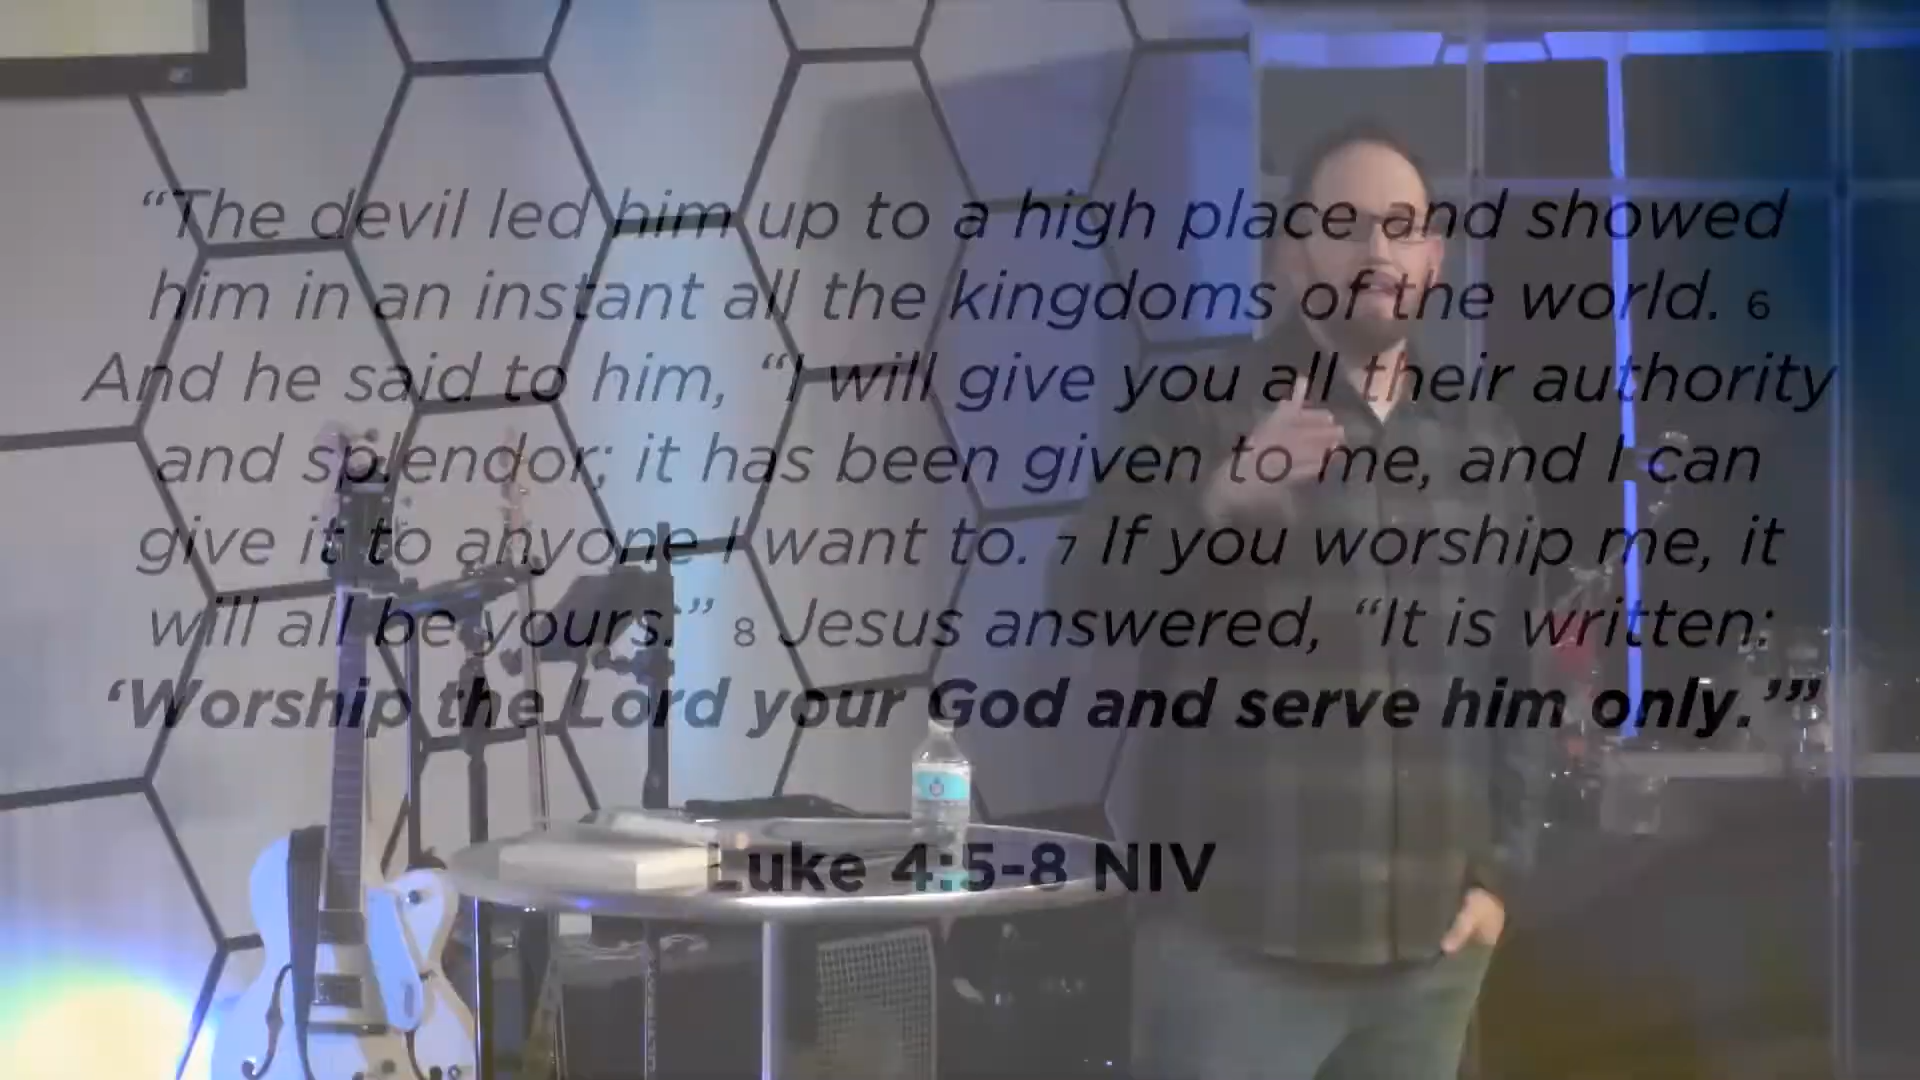 “The devil led him up to a high place and showed
him in an instant all the kingdoms of the world. 6
And he said to him, “I will give you all their authority
and splendor; it has been given to me, and I can
give it to anyone I want to. 7 If you worship me, it
will all be yours.” 8 Jesus answered, “It is written:
‘Worship the Lord your God and serve him only.’”
Luke 4:5-8 NIV